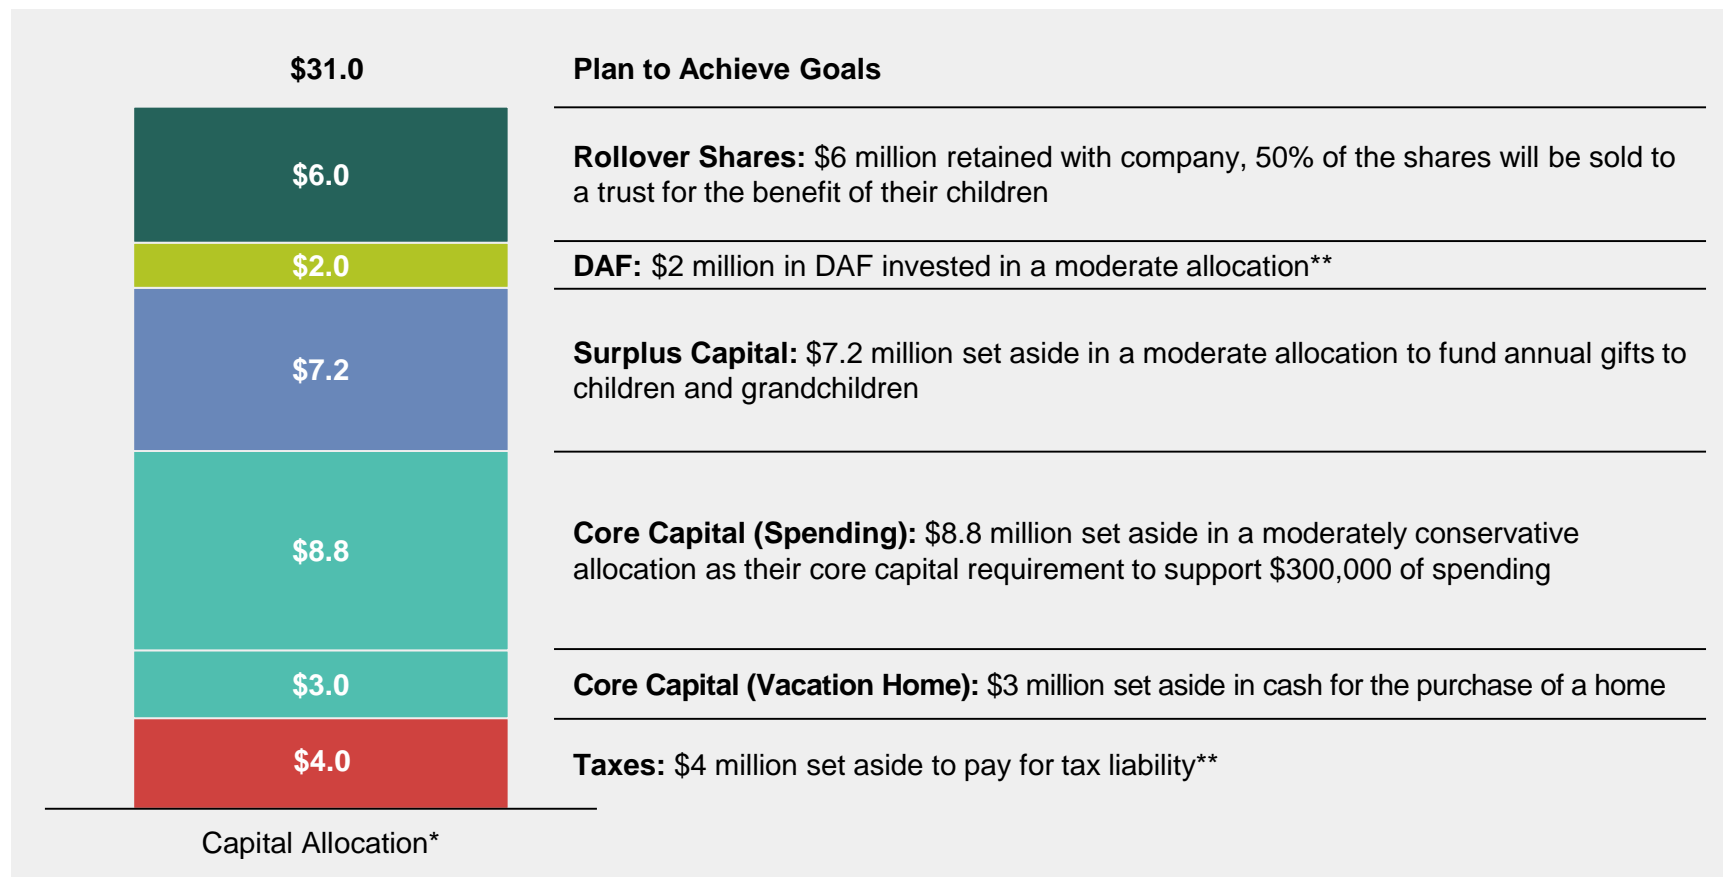 $31.0
Plan to Achieve Goals
$6.0
Rollover Shares: $6 million retained with company, 50% of the shares will be sold to
a trust for the benefit of their children
$2.0
DAF: $2 million in DAF invested in a moderate allocation**
$7.2
Surplus Capital: $7.2 million set aside in a moderate allocation to fund annual gifts to
children and grandchildren
$8.8
Core Capital (Spending): $8.8 million set aside in a moderately conservative
allocation as their core capital requirement to support $300,000 of spending
$3.0
Core Capital (Vacation Home): $3 million set aside in cash for the purchase of a home
$4.0
Taxes: $4 million set aside to pay for tax liability**
Capital Allocation*